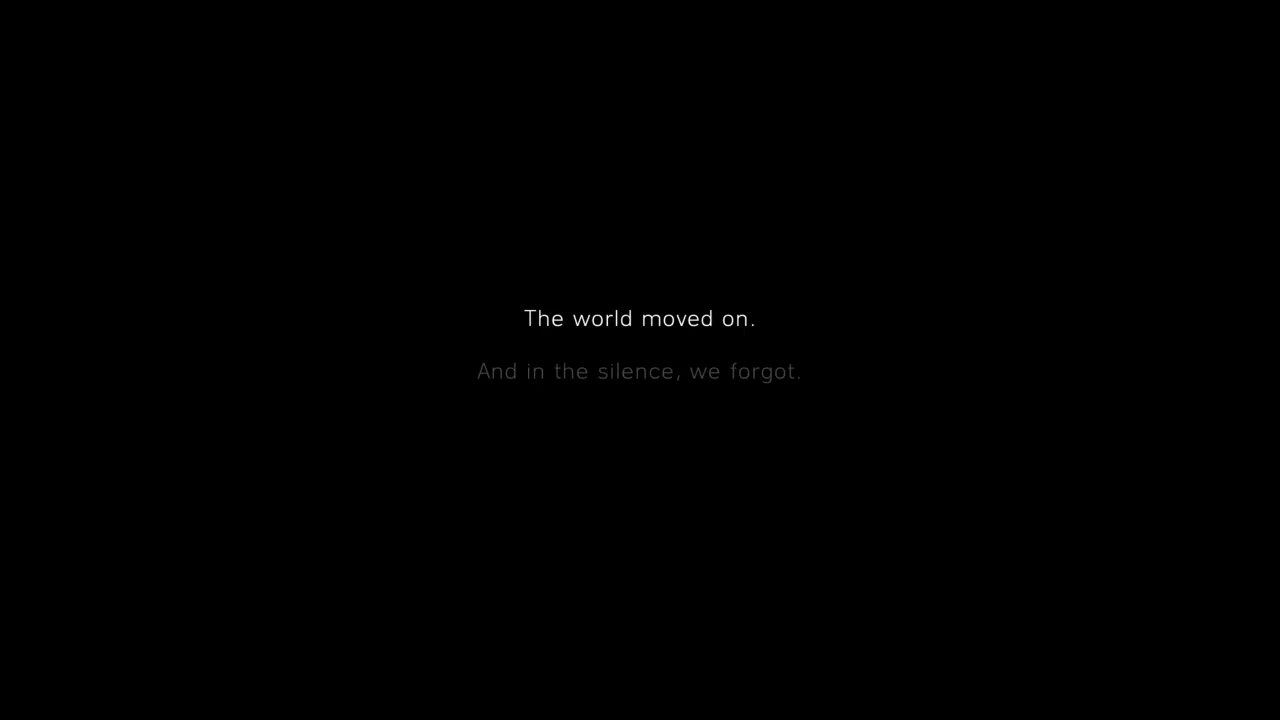 The world moved on.
And in the silence, we forgot.